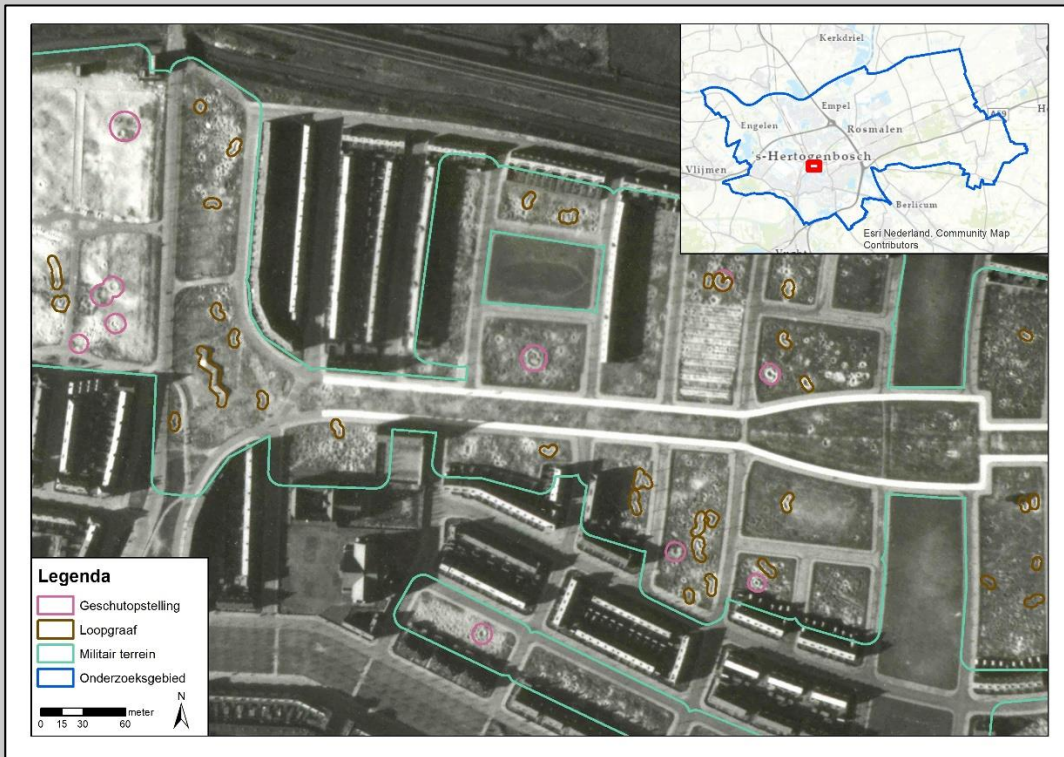 Kerkdriel
Empel
Engelen
Rosmalen
s-Hertogenbosch
Vlijmen
Berlicum
Esri Nederland, Community Map
Contributors
Legenda
Geschutopstelling
Loopgraaf
Militair terrein
Onderzoeksgebied
N
meter
0 15 30 60